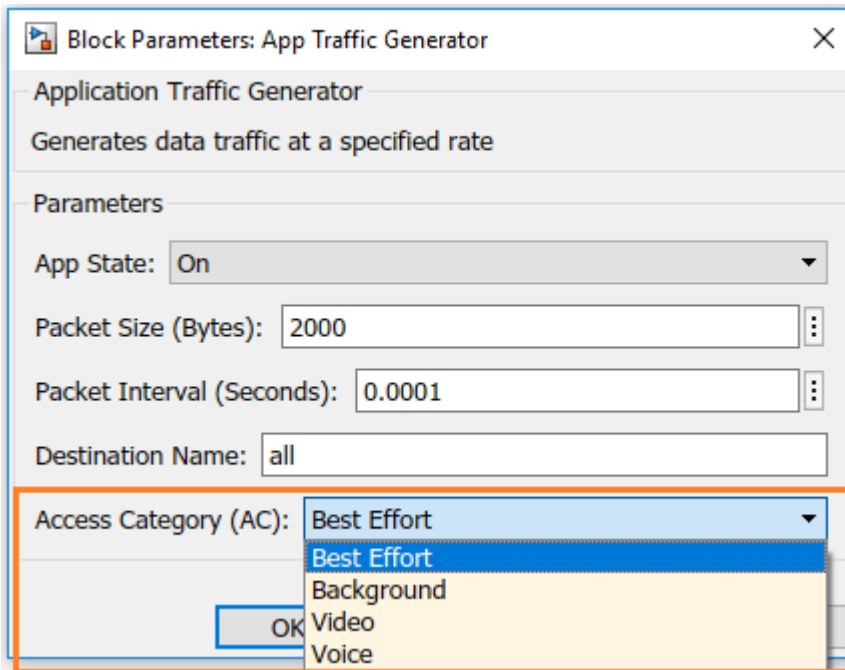 Block Parameters: App Traffic Generator
Application Traffic Generator
Generates data traffic at a specified rate
Parameters
App State: On
Packet Size (Bytes): 2000
Packet Interval (Seconds): 0.0001
Destination Name: all
Access Category (AC): Best Effort
Best Effort
Background
Video
OK
Voice